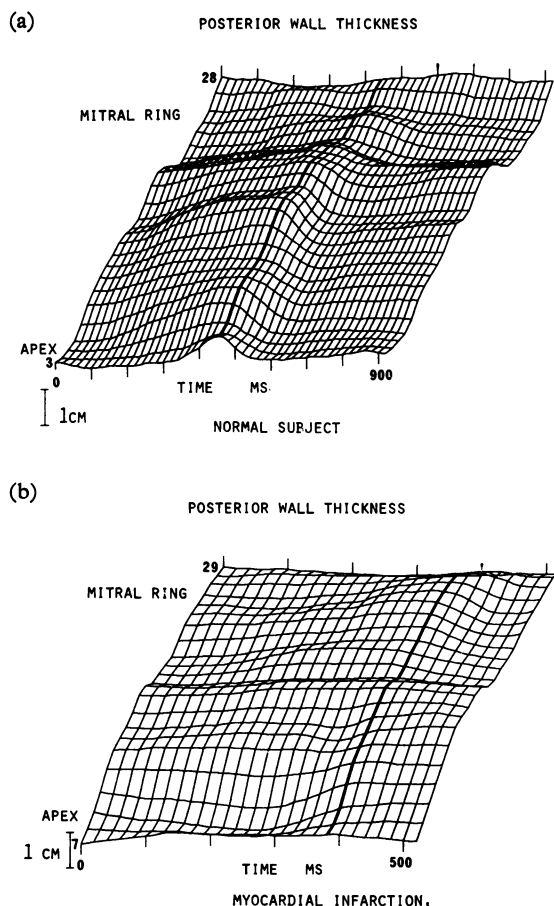 (a)
POSTERIOR WALL THICKNESS
28
MITRAL RING
APEX
3
0
TIME MS.
900
1CM
NORMAL SUBJECT
(b)
POSTERIOR WALL THICKNESS
29
MITRAL RING
APEX
1 CM
7
0
TIME MS
500
MYOCARDIAL INFARCTION.